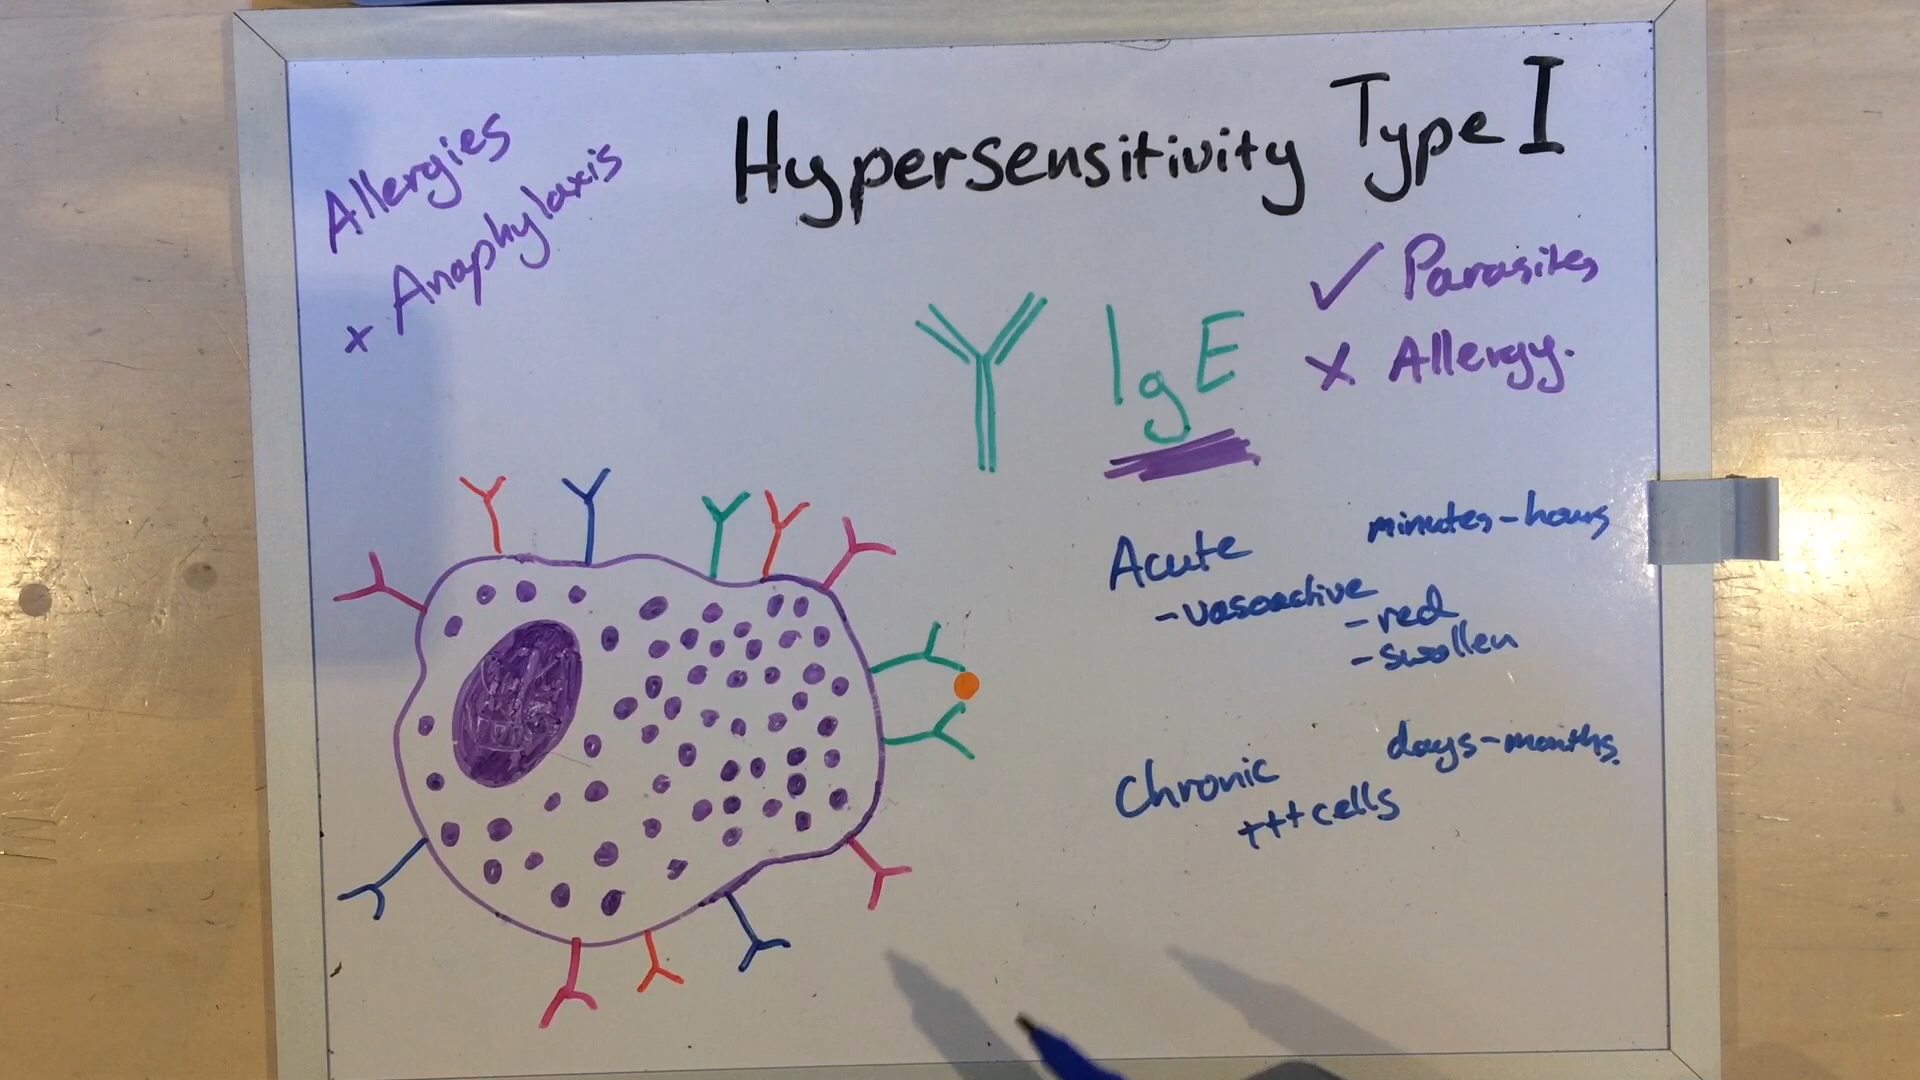 Hypersensitivity Type I
Allergies
x Anaphylaxis
IgE
✓ Parasites
x Allergy.
Acute
minutes-hours
-vasoactive
-red
-swollen
Chronic
days-months.
+++cells